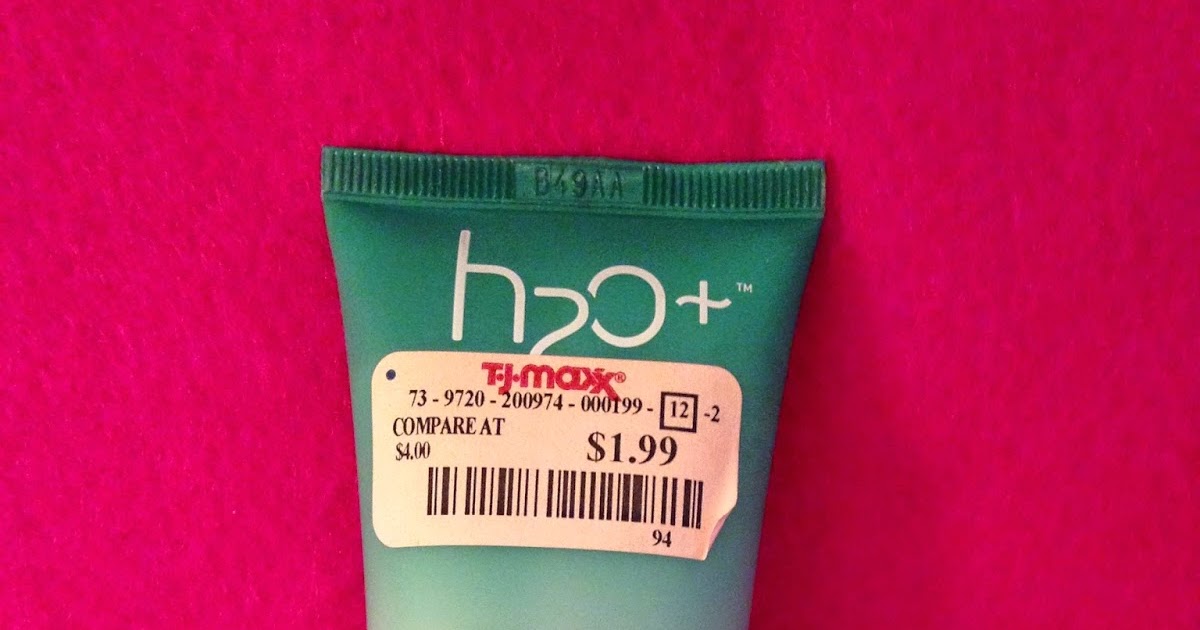 B49AA
h2O+™
T·J·maxx®
73 - 9720 - 200974 - 000199 - 12 -2
COMPARE AT
$4.00
$1.99
94